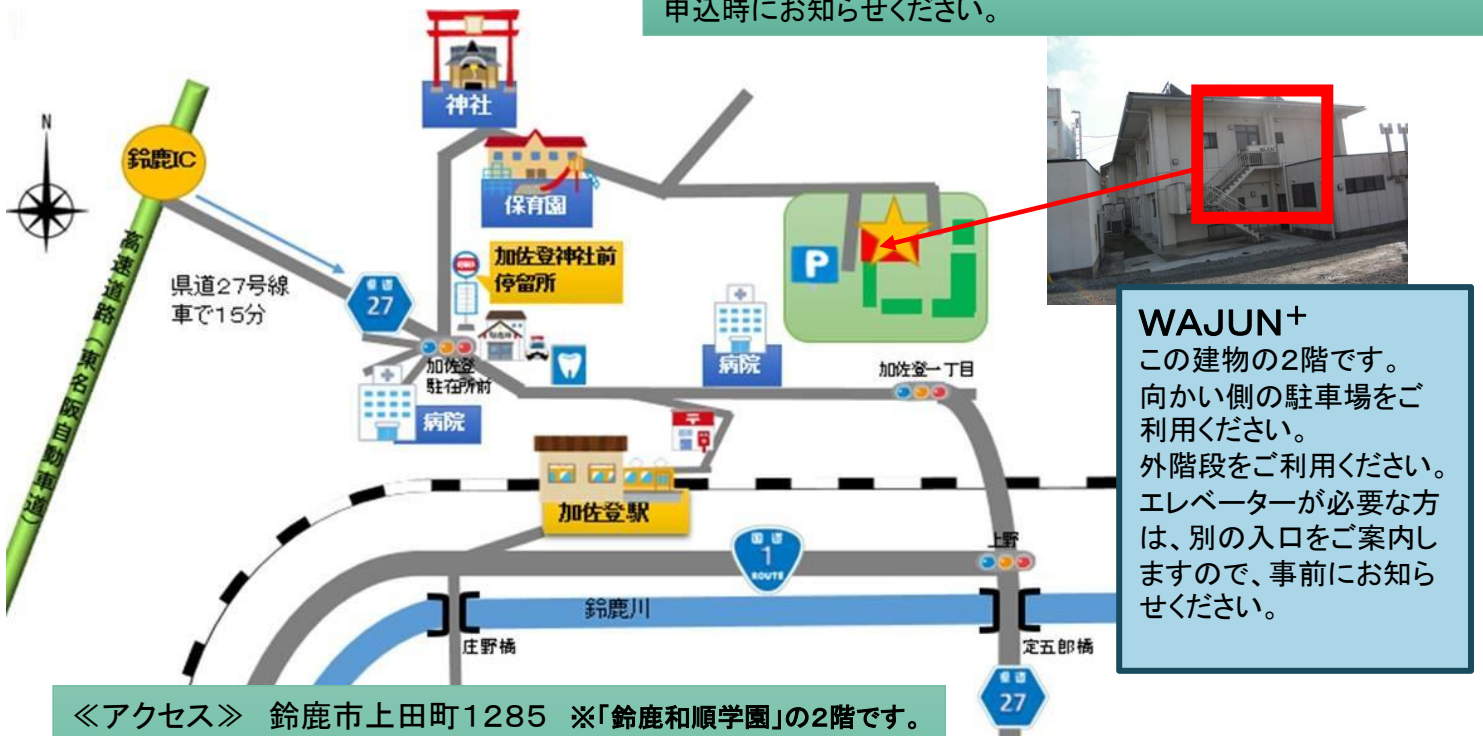 申込時にお知らせください。
神社
N
鈴鹿IC
保育園
高速道路（東名阪自動車道）
加佐登神社前
停留所
県道27号線
車で15分
県道
27
P
WAJUN+
この建物の2階です。
向かい側の駐車場をご
利用ください。
外階段をご利用ください。
エレベーターが必要な方
は、別の入口をご案内し
ますので、事前にお知ら
せください。
加佐登
駐在所前
病院
加佐登一丁目
病院
〒
加佐登駅
国道
1
ROUTE
上野
鈴鹿川
庄野橋
定五郎橋
県道
27
≪アクセス≫ 鈴鹿市上田町1285 ※「鈴鹿和順学園」の2階です。